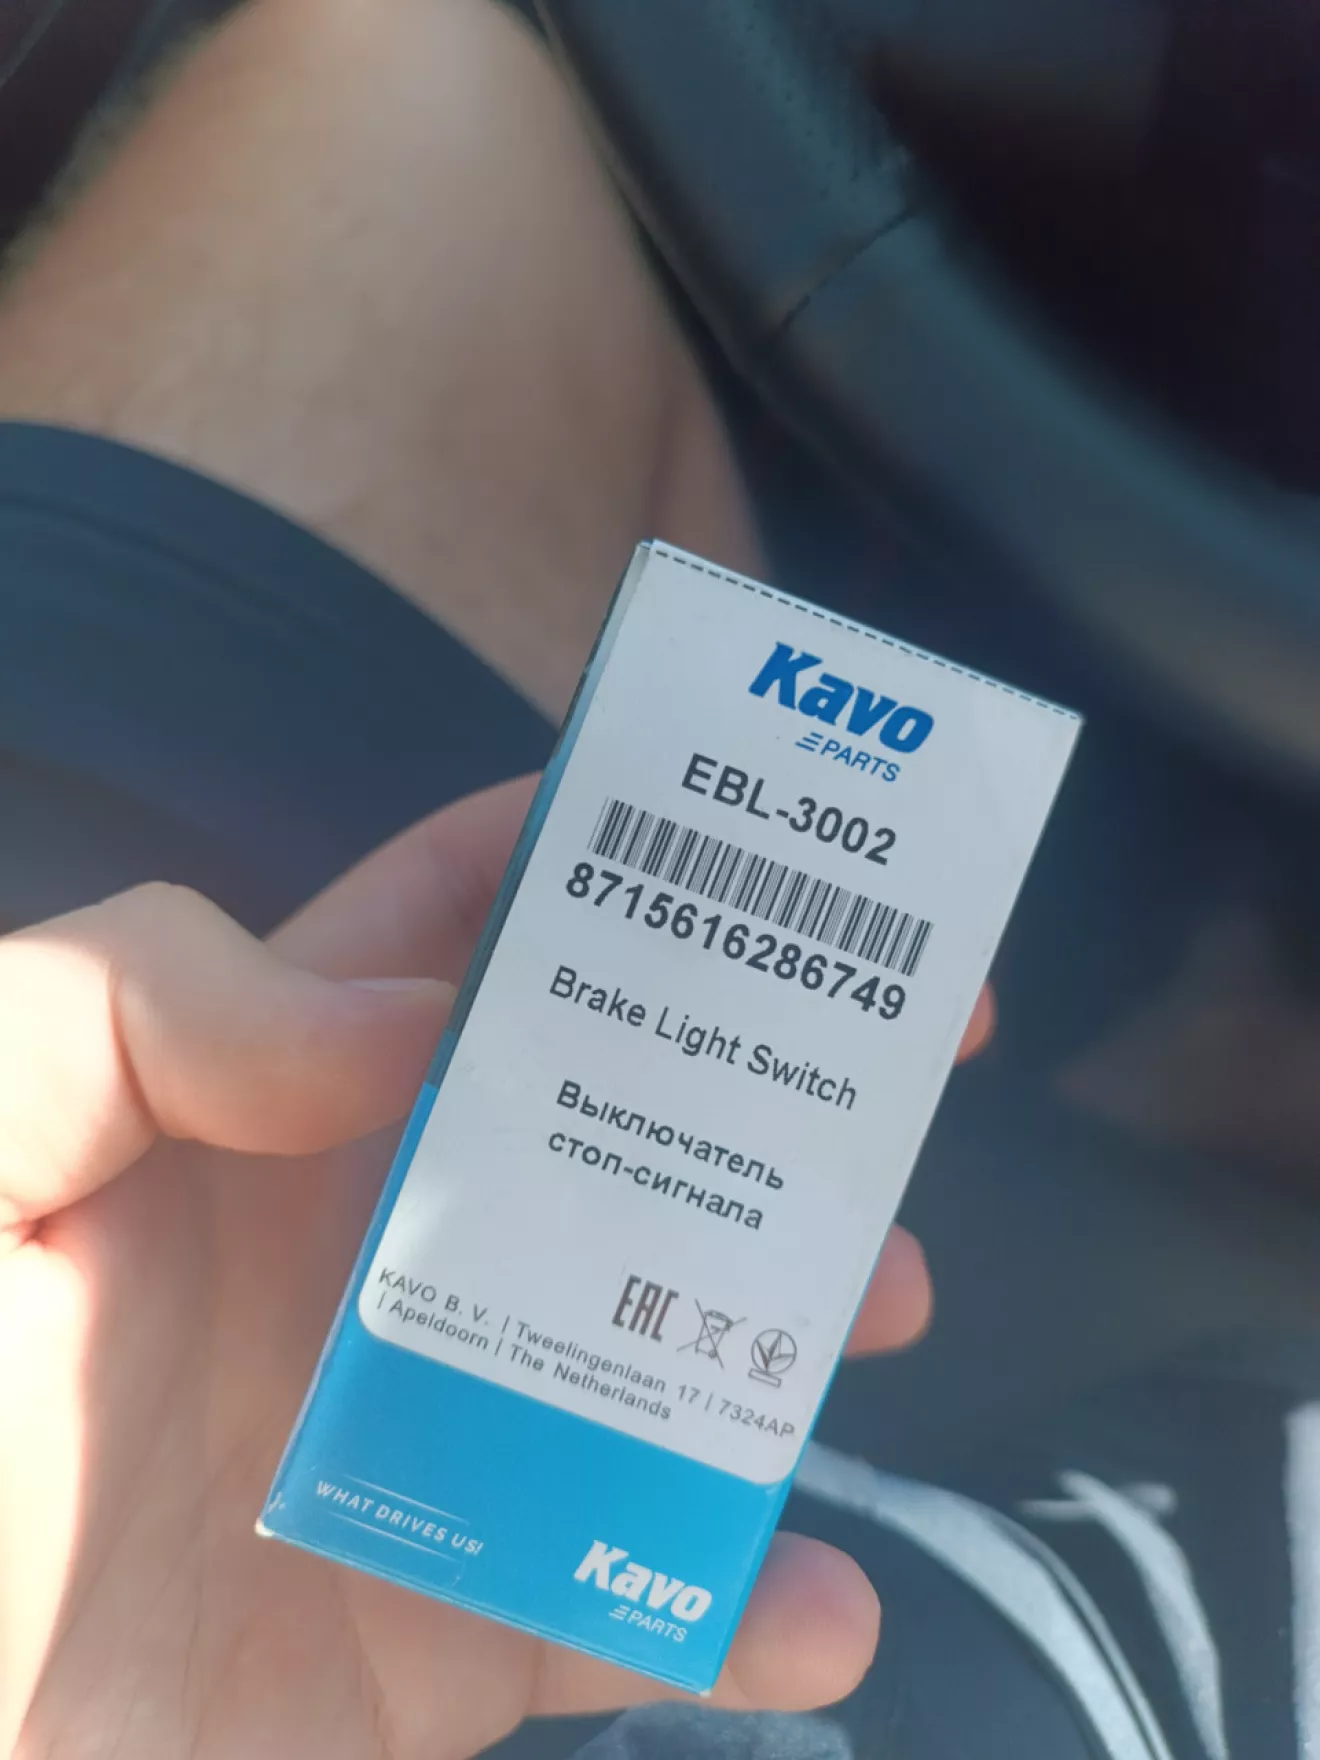 Kavo
PARTS
EBL-3002
8715616286749
Brake Light Switch
Выключатель
стоп-сигнала
EAC
KAVO B. V. | Tweelingenlaan 17 | 7324AP
| Apeldoorn | The Netherlands
WHAT DRIVES US!
Kavo
PARTS